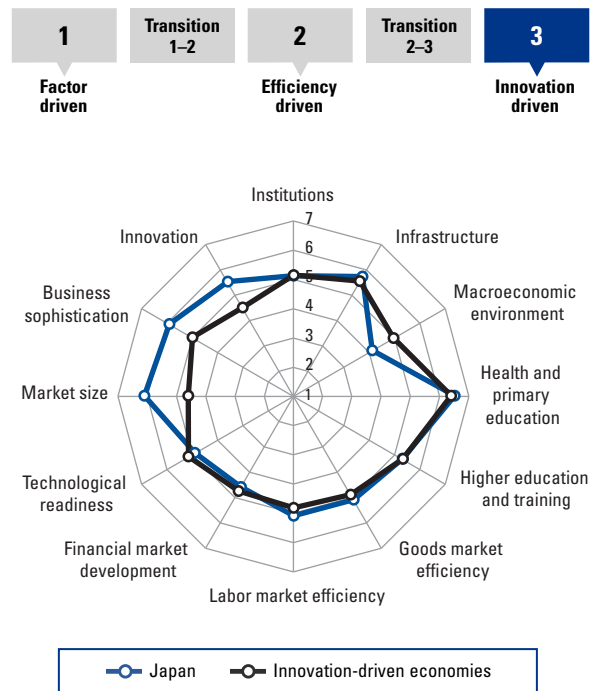 1
Transition
1–2
2
Transition
2–3
3
Factor
driven
Efficiency
driven
Innovation
driven
Institutions
7
Innovation
Infrastructure
6
5
Business
sophistication
Macroeconomic
environment
4
3
2
Market size
1
Health and
primary
education
Technological
readiness
Higher education
and training
Financial market
development
Goods market
efficiency
Labor market efficiency
Japan
Innovation-driven economies